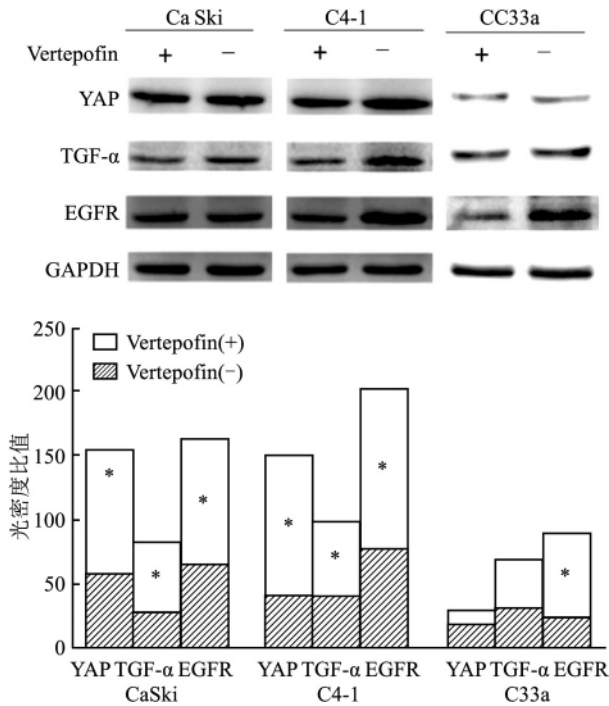 Ca Ski C4-1 CC33a
Vertepofin + − + − + −
YAP
TGF-α
EGFR
GAPDH
250
Vertepofin(+)
Vertepofin(−)
200
150
100
50
0
光密度比值
* * * * * * *
YAP TGF-α EGFR YAP TGF-α EGFR YAP TGF-α EGFR
CaSki C4-1 C33a